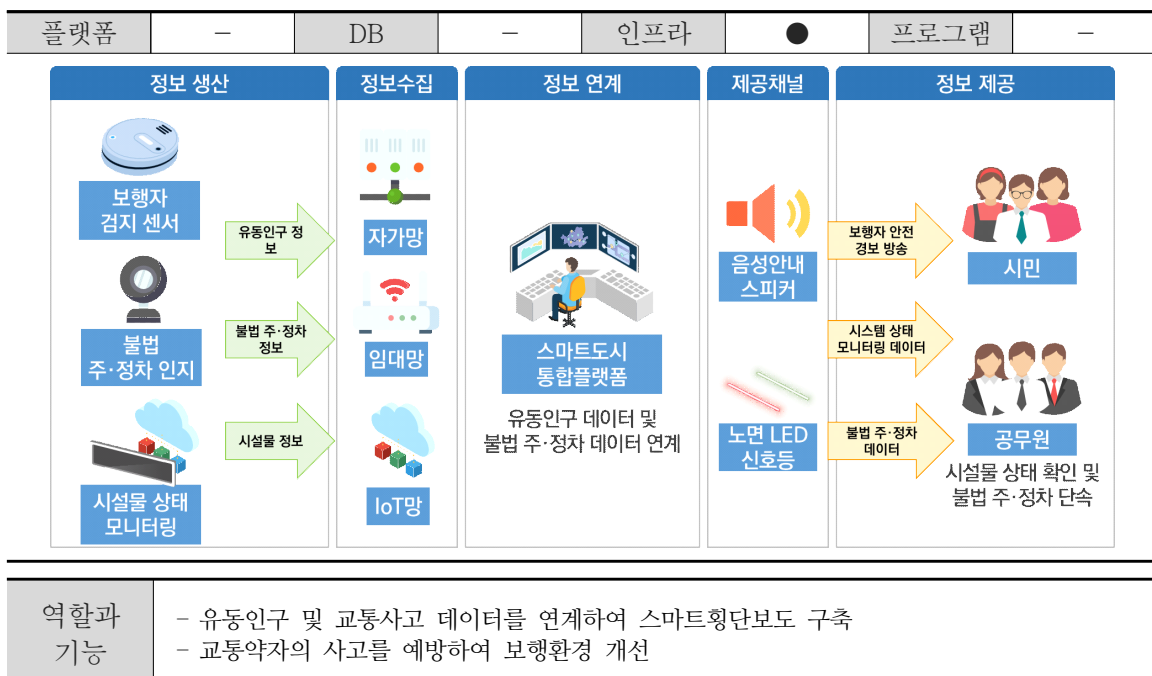 플랫폼 － DB － 인프라 ● 프로그램 －
정보 생산
정보수집
정보 연계
제공채널
정보 제공
보행자
검지 센서
불법
주·정차 인지
시설물 상태
모니터링
유동인구 정
보
불법 주·정차
정보
시설물 정보
자가망
임대망
IoT망
스마트도시
통합플랫폼
유동인구 데이터 및
불법 주·정차 데이터 연계
음성안내
스피커
노면 LED
신호등
보행자 안전
경보 방송
시스템 상태
모니터링 데이터
불법 주·정차
데이터
시민
공무원
시설물 상태 확인 및
불법 주·정차 단속
역할과
기능
－ 유동인구 및 교통사고 데이터를 연계하여 스마트횡단보도 구축
－ 교통약자의 사고를 예방하여 보행환경 개선